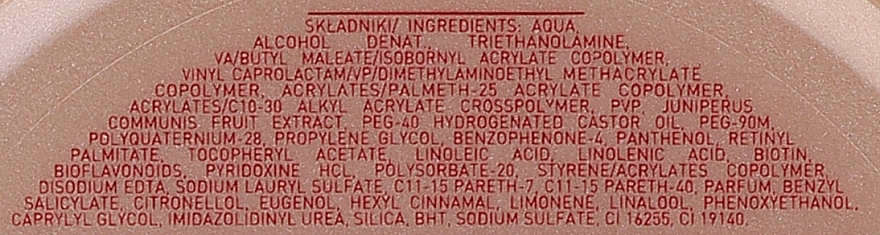 SKŁADNIKI/ INGREDIENTS: AQUA,
ALCOHOL DENAT., TRIETHANOLAMINE,
VA/BUTYL MALEATE/ISOBORNYL ACRYLATE COPOLYMER,
VINYL CAPROLACTAM/VP/DIMETHYLAMINOETHYL METHACRYLATE
COPOLYMER, ACRYLATES/PALMETH-25 ACRYLATE COPOLYMER,
ACRYLATES/C10-30 ALKYL ACRYLATE CROSSPOLYMER, PVP, JUNIPERUS
COMMUNIS FRUIT EXTRACT, PEG-40 HYDROGENATED CASTOR OIL, PEG-90M,
POLYQUATERNIUM-28, PROPYLENE GLYCOL, BENZOPHENONE-4, PANTHENOL, RETINYL
PALMITATE, TOCOPHERYL ACETATE, LINOLEIC ACID, LINOLENIC ACID, BIOTIN,
BIOFLAVONOIDS, PYRIDOXINE HCL, POLYSORBATE-20, STYRENE/ACRYLATES COPOLYMER,
DISODIUM EDTA, SODIUM LAURYL SULFATE, C11-15 PARETH-7, C11-15 PARETH-40, PARFUM, BENZYL
SALICYLATE, CITRONELLOL, EUGENOL, HEXYL CINNAMAL, LIMONENE, LINALOOL, PHENOXYETHANOL,
CAPRYLYL GLYCOL, IMIDAZOLIDINYL UREA, SILICA, BHT, SODIUM SULFATE, CI 16255, CI 19140.